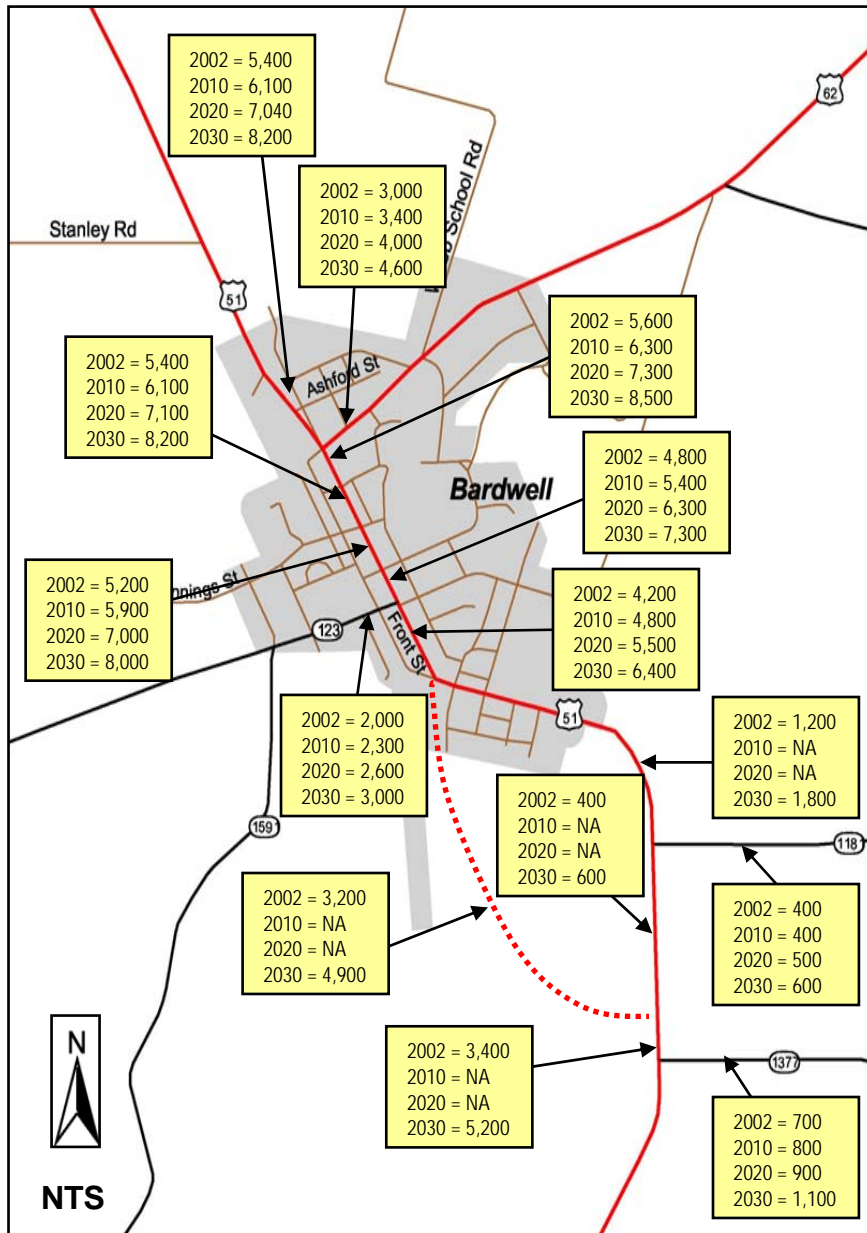 2002 = 5,400
2010 = 6,100
2020 = 7,040
2030 = 8,200
62
2002 = 3,000
2010 = 3,400
2020 = 4,000
2030 = 4,600
School Rd
Stanley Rd
51
2002 = 5,600
2010 = 6,300
2020 = 7,300
2030 = 8,500
2002 = 5,400
2010 = 6,100
2020 = 7,100
2030 = 8,200
Ashford St
2002 = 4,800
2010 = 5,400
2020 = 6,300
2030 = 7,300
Bardwell
2002 = 5,200
2010 = 5,900
2020 = 7,000
2030 = 8,000
nnings St
123
Front St
2002 = 4,200
2010 = 4,800
2020 = 5,500
2030 = 6,400
51
2002 = 2,000
2010 = 2,300
2020 = 2,600
2030 = 3,000
2002 = 1,200
2010 = NA
2020 = NA
2030 = 1,800
2002 = 400
2010 = NA
2020 = NA
2030 = 600
159
118
2002 = 3,200
2010 = NA
2020 = NA
2030 = 4,900
2002 = 400
2010 = 400
2020 = 500
2030 = 600
2002 = 3,400
2010 = NA
2020 = NA
2030 = 5,200
1377
2002 = 700
2010 = 800
2020 = 900
2030 = 1,100
N
NTS